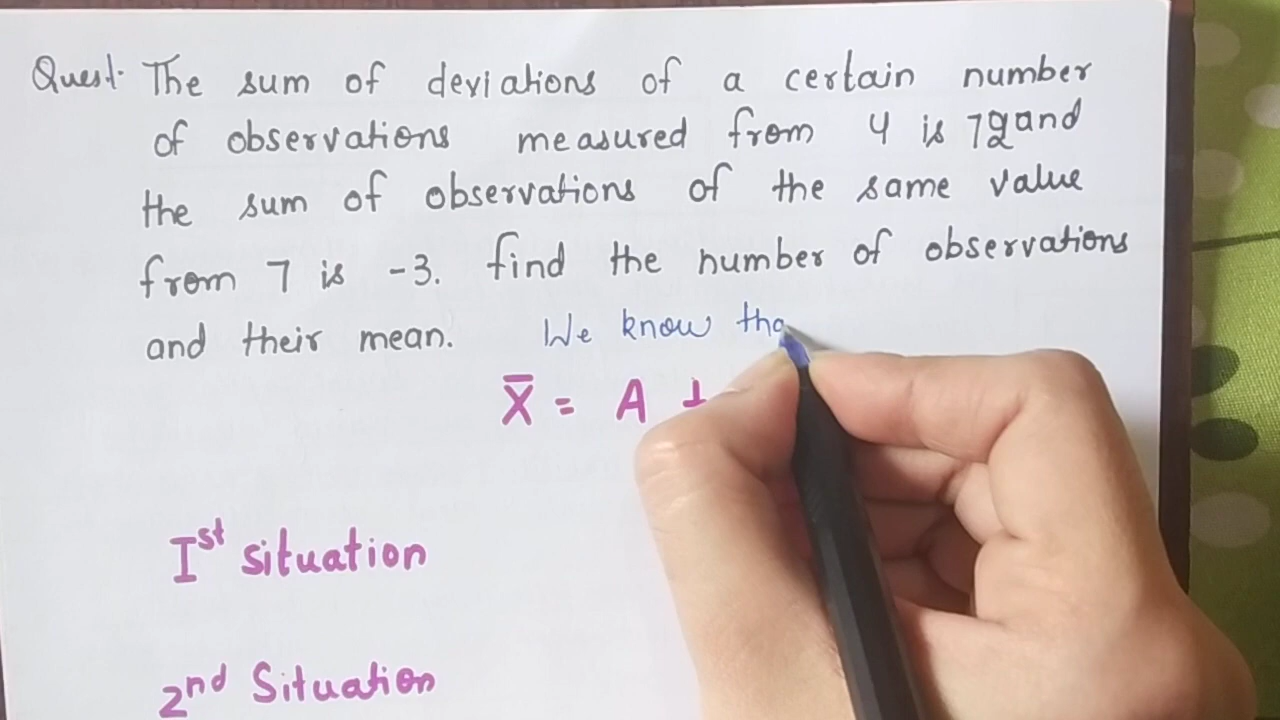 Quest. The sum of deviations of a certain number
of observations measured from 4 is 72 and
the sum of observations of the same value
from 7 is -3. find the number of observations
and their mean. We know tha
X̅ = A +
Iˢᵗ situation
2ⁿᵈ Situation